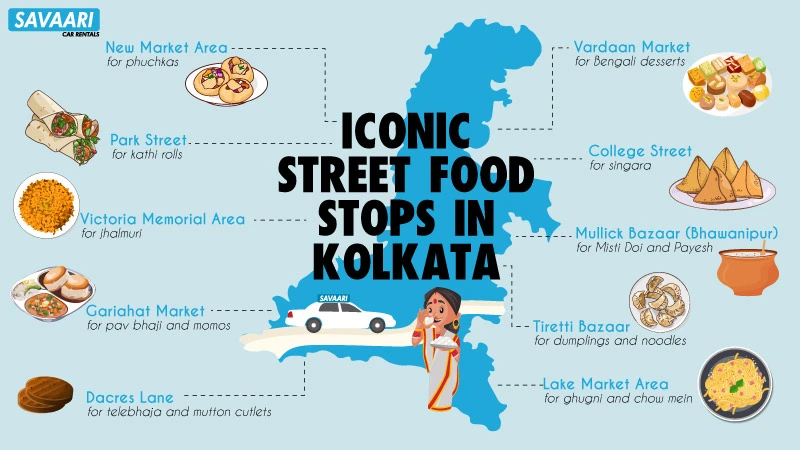 SAVAARI
CAR RENTALS
ICONIC
STREET FOOD
STOPS IN
KOLKATA
New Market Area
for phuchkas
Park Street
for kathi rolls
Victoria Memorial Area
for jhalmuri
Gariahat Market
for pav bhaji and momos
Dacres Lane
for telebhaja and mutton cutlets
Vardaan Market
for Bengali desserts
College Street
for singara
Mullick Bazaar (Bhawanipur)
for Misti Doi and Payesh
Tiretti Bazaar
for dumplings and noodles
Lake Market Area
for ghugni and chow mein
SAVAARI